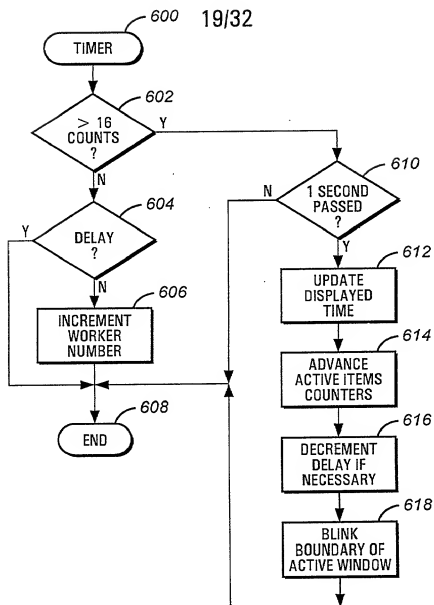 600
19/32
TIMER
602
> 16
COUNTS
?
Y
N
610
1 SECOND
PASSED
?
N
Y
604
DELAY
?
Y
N
606
INCREMENT
WORKER
NUMBER
608
END
612
UPDATE
DISPLAYED
TIME
614
ADVANCE
ACTIVE ITEMS
COUNTERS
616
DECREMENT
DELAY IF
NECESSARY
618
BLINK
BOUNDARY OF
ACTIVE WINDOW